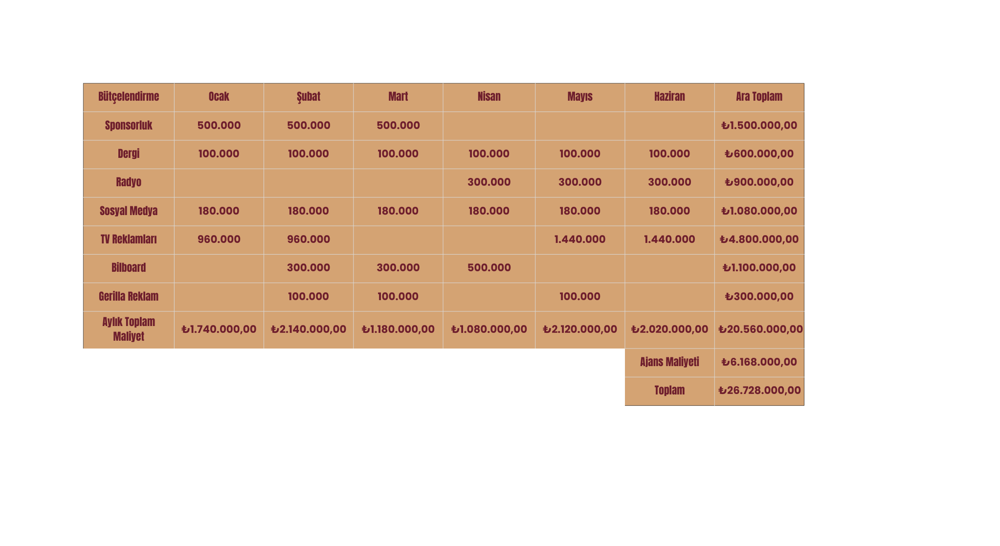 Bütçelendirme Ocak Şubat Mart Nisan Mayıs Haziran Ara Toplam
Sponsorluk 500.000 500.000 500.000 ₺1.500.000,00
Dergi 100.000 100.000 100.000 100.000 100.000 100.000 ₺600.000,00
Radyo 300.000 300.000 300.000 ₺900.000,00
Sosyal Medya 180.000 180.000 180.000 180.000 180.000 180.000 ₺1.080.000,00
TV Reklamları 960.000 960.000 1.440.000 1.440.000 ₺4.800.000,00
Bilboard 300.000 300.000 500.000 ₺1.100.000,00
Gerilla Reklam 100.000 100.000 100.000 ₺300.000,00
Aylık Toplam
Maliyet ₺1.740.000,00 ₺2.140.000,00 ₺1.180.000,00 ₺1.080.000,00 ₺2.120.000,00 ₺2.020.000,00 ₺20.560.000,00
Ajans Maliyeti ₺6.168.000,00
Toplam ₺26.728.000,00